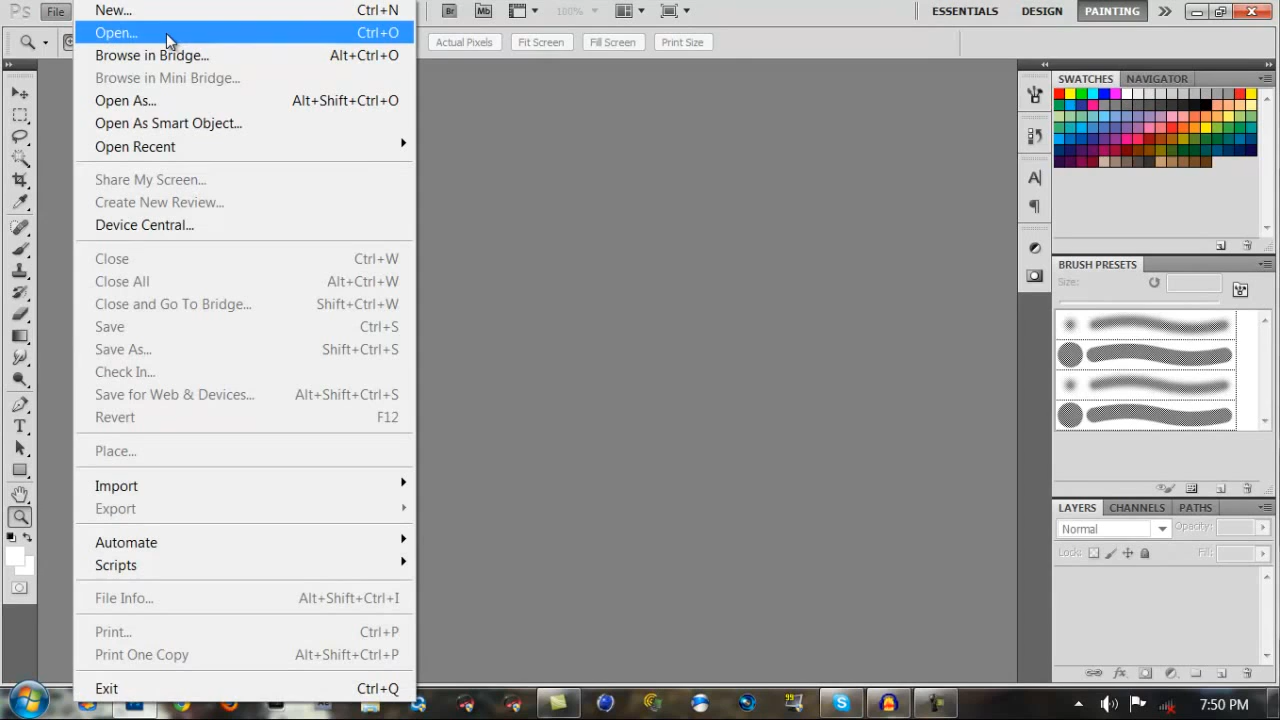 Ps File Br Mb 100% ESSENTIALS DESIGN PAINTING
Actual Pixels Fit Screen Fill Screen Print Size
New... Ctrl+N
Open... Ctrl+O
Browse in Bridge... Alt+Ctrl+O
Browse in Mini Bridge...
Open As... Alt+Shift+Ctrl+O
Open As Smart Object...
Open Recent
Share My Screen...
Create New Review...
Device Central...
Close Ctrl+W
Close All Alt+Ctrl+W
Close and Go To Bridge... Shift+Ctrl+W
Save Ctrl+S
Save As... Shift+Ctrl+S
Check In...
Save for Web & Devices... Alt+Shift+Ctrl+S
Revert F12
Place...
Import
Export
Automate
Scripts
File Info... Alt+Shift+Ctrl+I
Print... Ctrl+P
Print One Copy Alt+Shift+Ctrl+P
Exit Ctrl+Q
SWATCHES NAVIGATOR
BRUSH PRESETS
Size:
LAYERS CHANNELS PATHS
Normal Opacity:
Lock: Fill:
7:50 PM